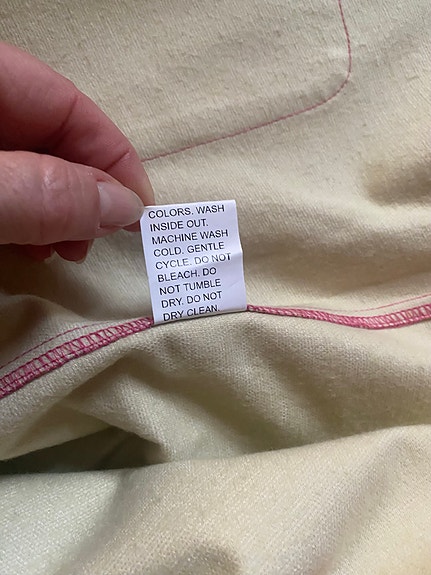 COLORS. WASH
INSIDE OUT.
MACHINE WASH
COLD. GENTLE
CYCLE. DO NOT
BLEACH. DO
NOT TUMBLE
DRY. DO NOT
DRY CLEAN.